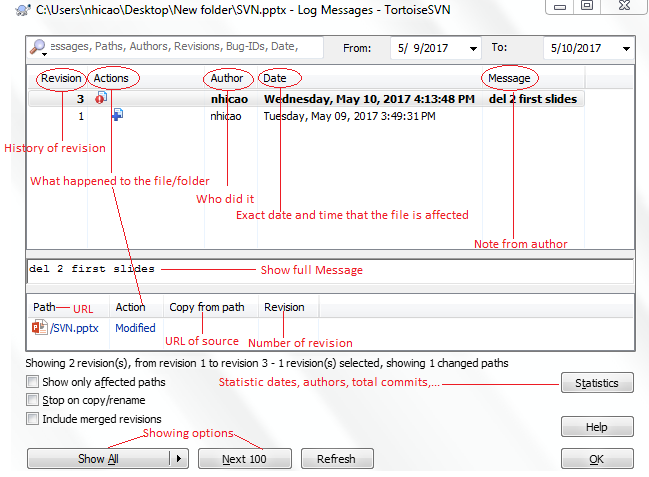 C:\Users\nhicao\Desktop\New folder\SVN.pptx - Log Messages - TortoiseSVN
essages, Paths, Authors, Revisions, Bug-IDs, Date, From: 5/ 9/2017 To: 5/10/2017
Revision Actions Author Date Message
3 nhicao Wednesday, May 10, 2017 4:13:48 PM del 2 first slides
1 nhicao Tuesday, May 09, 2017 3:49:31 PM
History of revision
What happened to the file/folder
Who did it
Exact date and time that the file is affected
Note from author
del 2 first slides Show full Message
Path URL Action Copy from path Revision
/SVN.pptx Modified
URL of source Number of revision
Showing 2 revision(s), from revision 1 to revision 3 - 1 revision(s) selected, showing 1 changed paths
Show only affected paths Statistic dates, authors, total commits,... Statistics
Stop on copy/rename
Include merged revisions Help
Showing options
Show All Next 100 Refresh OK